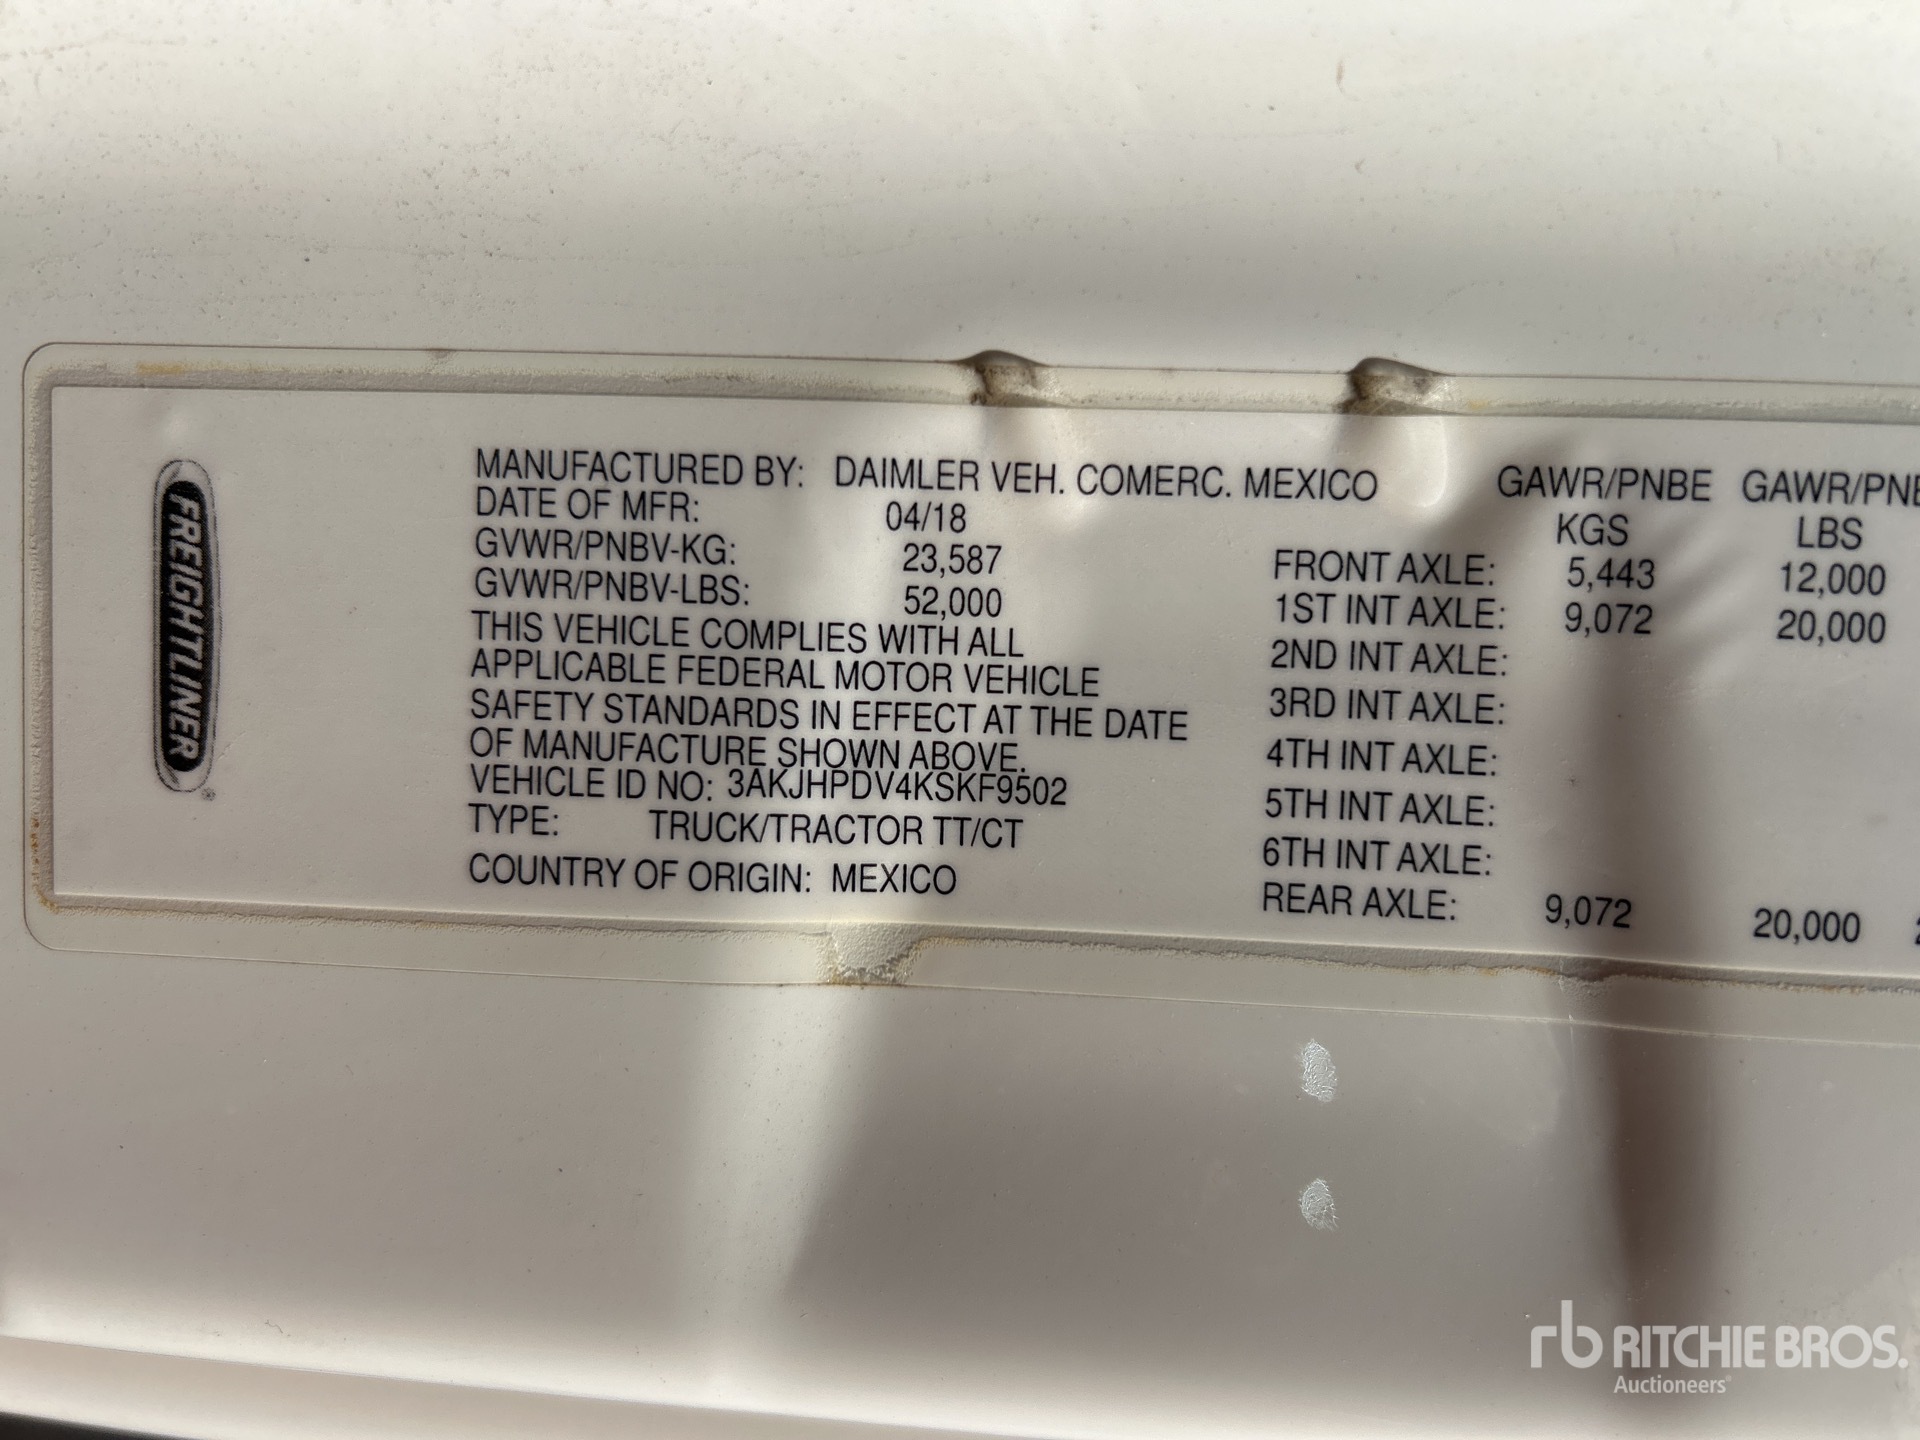 FREIGHTLINER®
MANUFACTURED BY: DAIMLER VEH. COMERC. MEXICO
DATE OF MFR: 04/18
GVWR/PNBV-KG: 23,587
GVWR/PNBV-LBS: 52,000
THIS VEHICLE COMPLIES WITH ALL
APPLICABLE FEDERAL MOTOR VEHICLE
SAFETY STANDARDS IN EFFECT AT THE DATE
OF MANUFACTURE SHOWN ABOVE.
VEHICLE ID NO: 3AKJHPDV4KSKF9502
TYPE: TRUCK/TRACTOR TT/CT
COUNTRY OF ORIGIN: MEXICO
GAWR/PNBE GAWR/PNB
KGS LBS
FRONT AXLE: 5,443 12,000
1ST INT AXLE: 9,072 20,000
2ND INT AXLE:
3RD INT AXLE:
4TH INT AXLE:
5TH INT AXLE:
6TH INT AXLE:
REAR AXLE: 9,072 20,000
rb RITCHIE BROS.
Auctioneers®